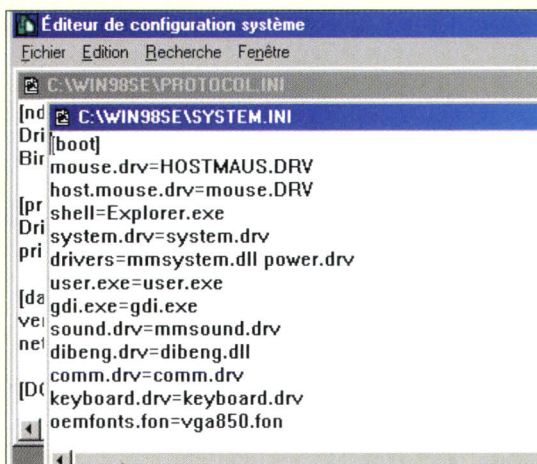 Éditeur de configuration système
Fichier Edition Recherche Fenêtre
C:\WIN98SE\PROTOCOL.INI
C:\WIN98SE\SYSTEM.INI
[boot]
mouse.drv=HOSTMAUS.DRV
host.mouse.drv=mouse.DRV
shell=Explorer.exe
system.drv=system.drv
drivers=mmsystem.dll power.drv
user.exe=user.exe
gdi.exe=gdi.exe
sound.drv=mmsound.drv
dibeng.drv=dibeng.dll
comm.drv=comm.drv
keyboard.drv=keyboard.drv
oemfonts.fon=vga850.fon